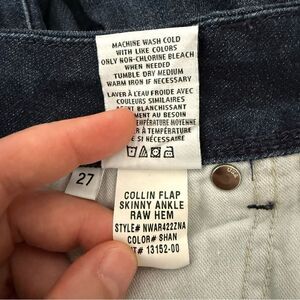 MACHINE WASH COLD
WITH LIKE COLORS
ONLY NON-CHLORINE BLEACH
WHEN NEEDED
TUMBLE DRY MEDIUM
WARM IRON IF NECESSARY
LAVER À L'EAU FROIDE AVEC
COULEURS SIMILAIRES
BLANCHISSANT
AU BESOIN
TEMPÉRATURE MOYENNE
SI NÉCESSAIRE
27
COLLIN FLAP
SKINNY ANKLE
RAW HEM
STYLE# NWAR422ZNA
COLOR# SHAN
13152-00